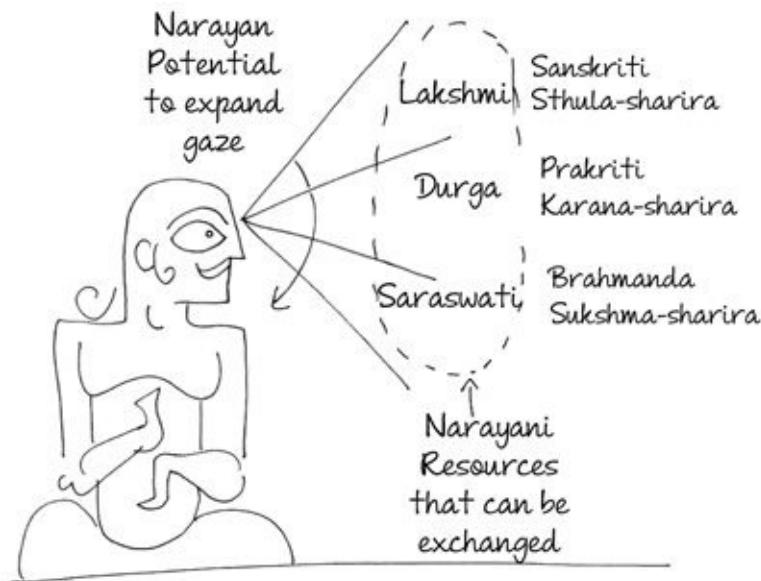 Narayan
Potential
to expand
gaze
Lakshmi
Sanskriti
Sthula-sharira
Durga
Prakriti
Karana-sharira
Saraswati
Brahmanda
Sukshma-sharira
Narayani
Resources
that can be
exchanged